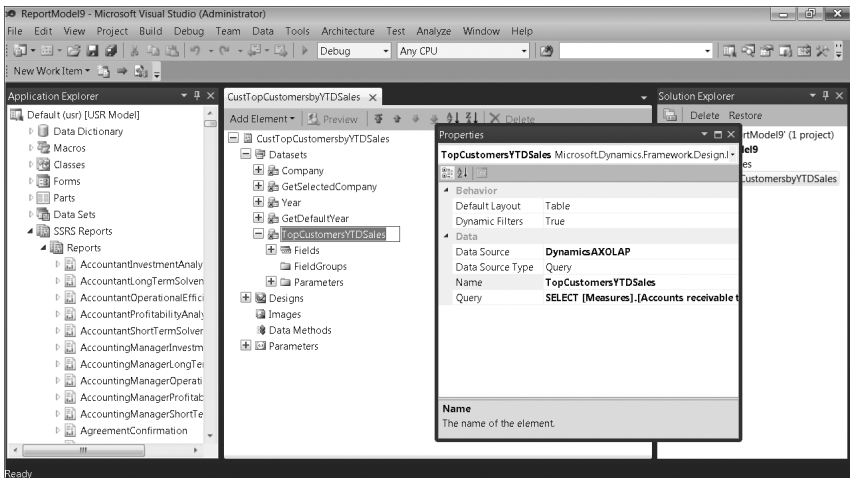 ReportModel9 - Microsoft Visual Studio (Administrator)
File Edit View Project Build Debug Team Data Tools Architecture Test Analyze Window Help
Debug Any CPU
New Work Item
Application Explorer
Default (usr) [USR Model]
Data Dictionary
Macros
Classes
Forms
Parts
Data Sets
SSRS Reports
Reports
AccountantInvestmentAnaly
AccountantLongTermSolven
AccountantOperationalEffici
AccountantProfitabilityAnaly
AccountantShortTermSolver
AccountingManagerInvestm
AccountingManagerLongTe
AccountingManagerOperati
AccountingManagerProfitab
AccountingManagerShortTe
AgreementConfirmation
CustTopCustomersbyYTDSales
Add Element Preview Delete
CustTopCustomersbyYTDSales
Datasets
Company
GetSelectedCompany
Year
GetDefaultYear
TopCustomersYTDSales
Fields
FieldGroups
Parameters
Designs
Images
Data Methods
Parameters
Properties
TopCustomersYTDSales Microsoft.Dynamics.Framework.Design.I
Behavior
Default Layout Table
Dynamic Filters True
Data
Data Source DynamicsAXOLAP
Data Source Type Query
Name TopCustomersYTDSales
Query SELECT [Measures].[Accounts receivable t
Name
The name of the element.
Solution Explorer
Delete Restore
rtModel9' (1 project)
el9
es
CustomersbyYTDSales
Ready